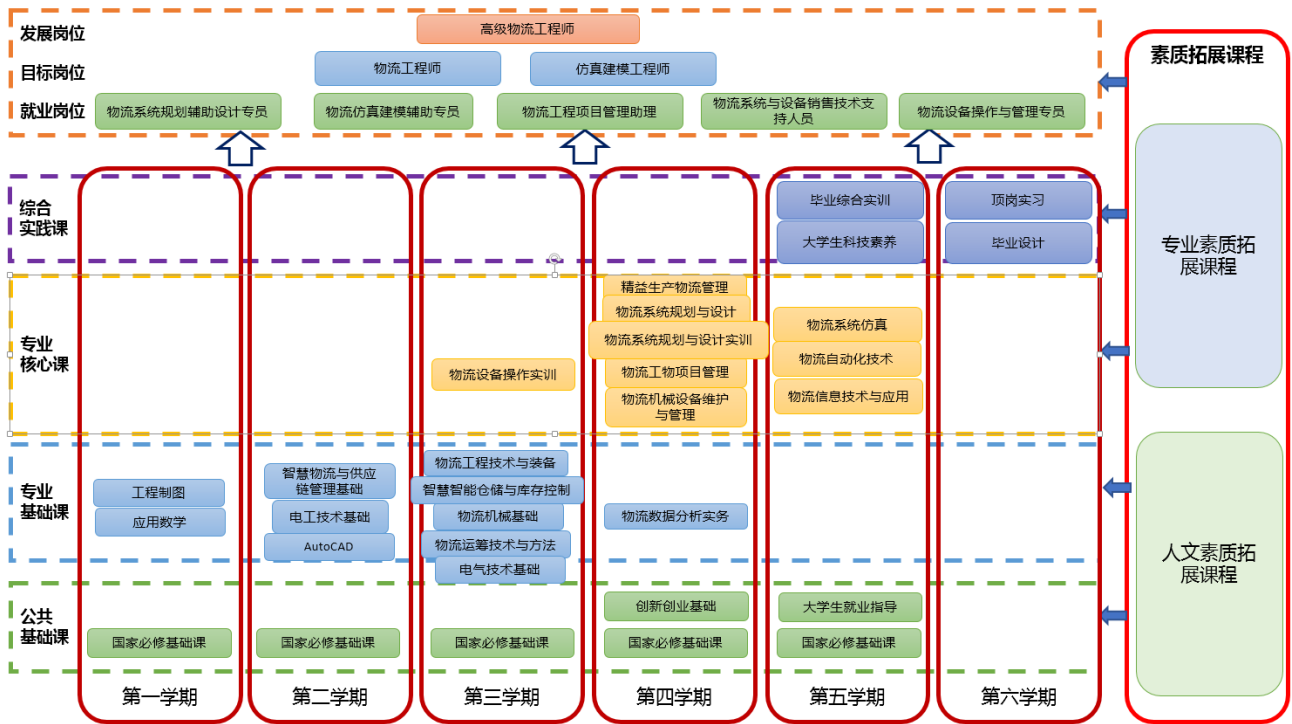 发展岗位
高级物流工程师
目标岗位
物流工程师
仿真建模工程师
就业岗位
物流系统规划辅助设计专员
物流仿真建模辅助专员
物流工程项目管理助理
物流系统与设备销售技术支
持人员
物流设备操作与管理专员
素质拓展课程
专业素质拓
展课程
人文素质拓
展课程
综合
实践课
毕业综合实训
大学生科技素养
顶岗实习
毕业设计
专业
核心课
物流设备操作实训
精益生产物流管理
物流系统规划与设计
物流系统规划与设计实训
物流工物项目管理
物流机械设备维护
与管理
物流系统仿真
物流自动化技术
物流信息技术与应用
专业
基础课
工程制图
应用数学
智慧物流与供应
链管理基础
电工技术基础
AutoCAD
物流工程技术与装备
智慧智能仓储与库存控制
物流机械基础
物流运筹技术与方法
电气技术基础
物流数据分析实务
公共
基础课
国家必修基础课
国家必修基础课
国家必修基础课
创新创业基础
国家必修基础课
大学生就业指导
国家必修基础课
第一学期
第二学期
第三学期
第四学期
第五学期
第六学期